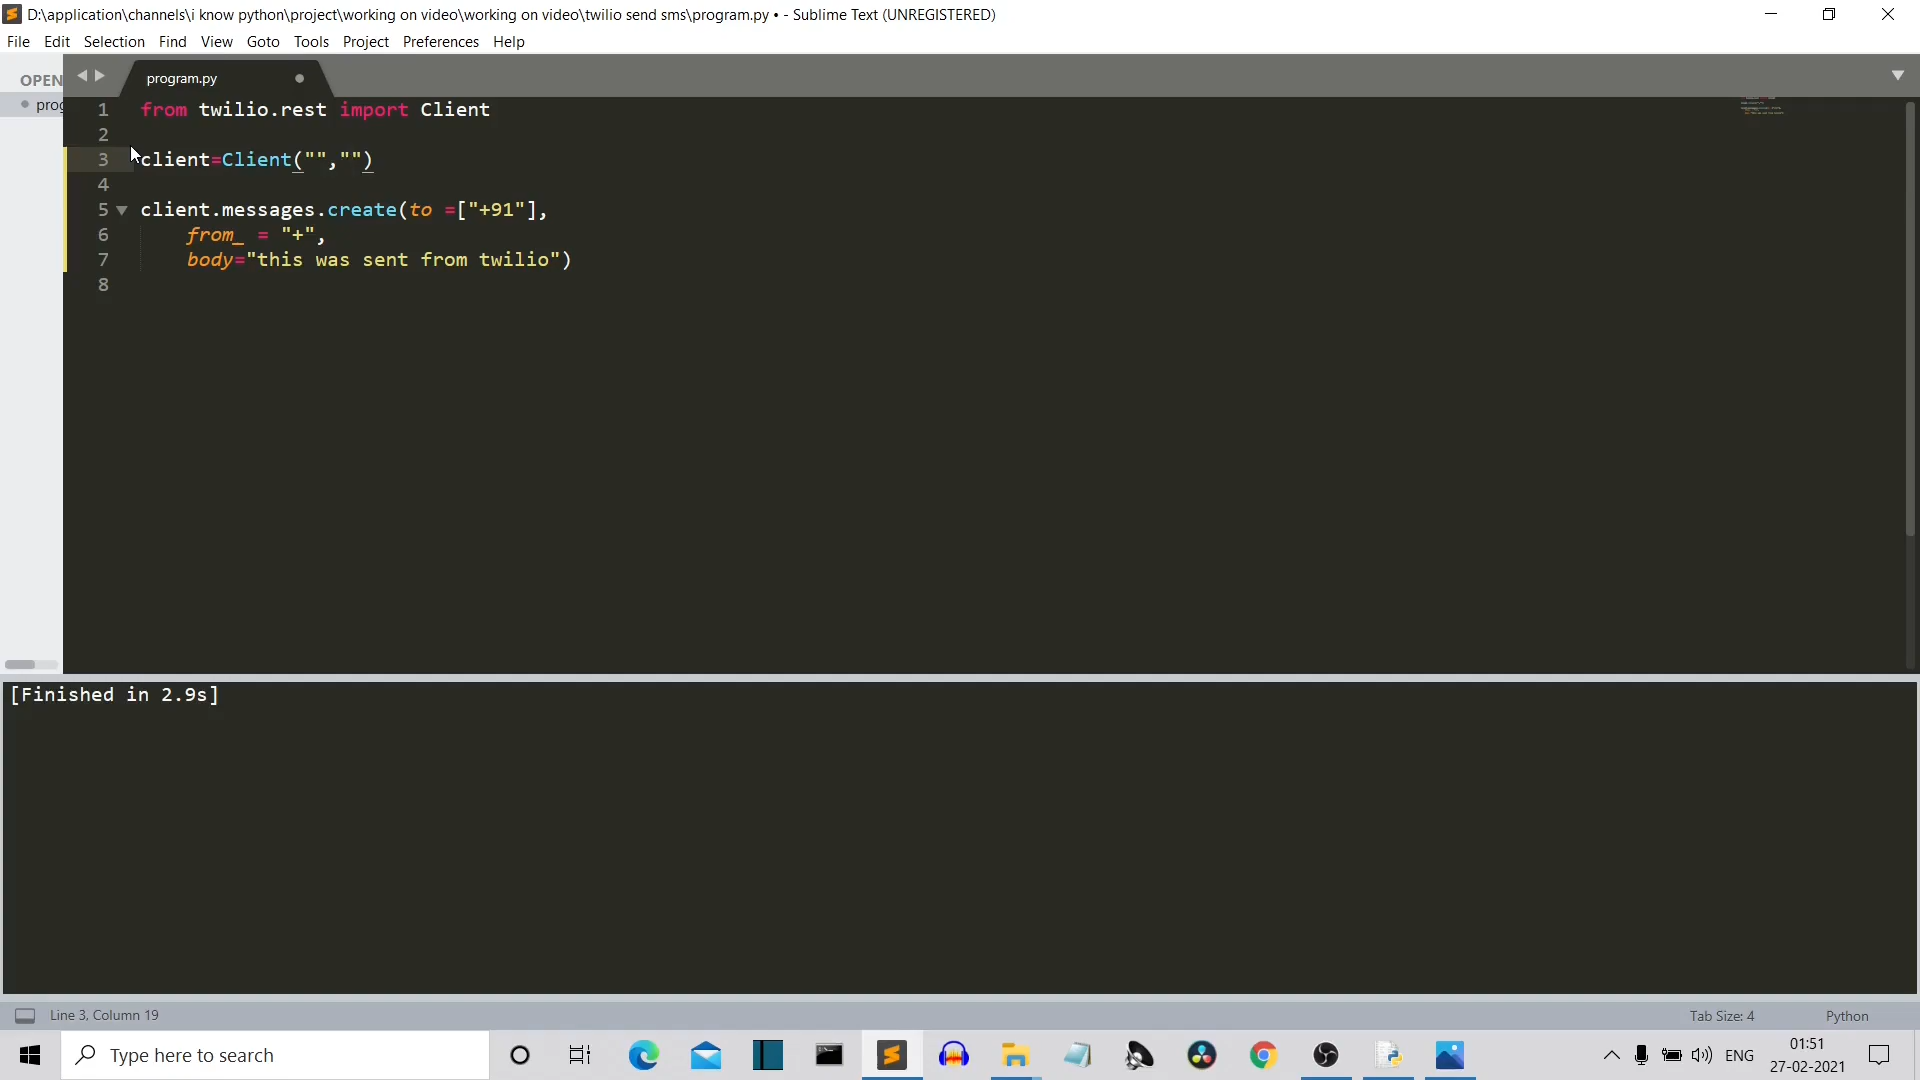 D:\application\channels\i know python\project\working on video\working on video\twilio send sms\program.py • - Sublime Text (UNREGISTERED)
File Edit Selection Find View Goto Tools Project Preferences Help
OPEN
program.py
prog
1 from twilio.rest import Client
2
3 client=Client("","")
4
5 client.messages.create(to =["+91"],
6 from_ = "+",
7 body="this was sent from twilio")
8
[Finished in 2.9s]
Line 3, Column 19
Tab Size: 4
Python
Type here to search
ENG
01:51
27-02-2021